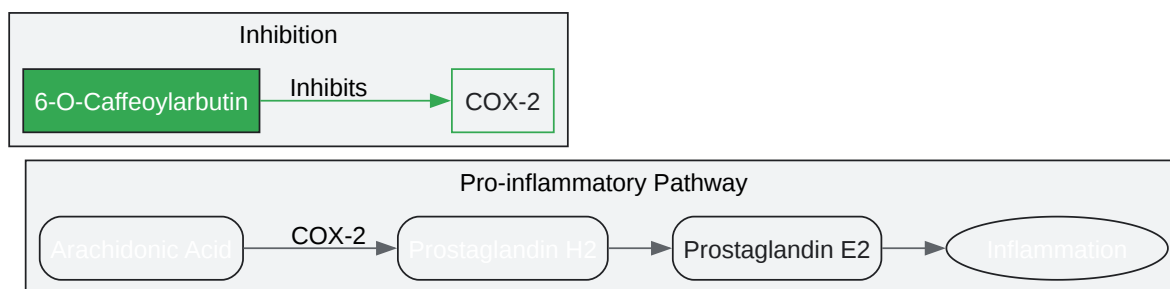 Inhibition
6-O-Caffeoylarbutin
Inhibits
COX-2
Pro-inflammatory Pathway
Arachidonic Acid
COX-2
Prostaglandin H2
Prostaglandin E2
Inflammation